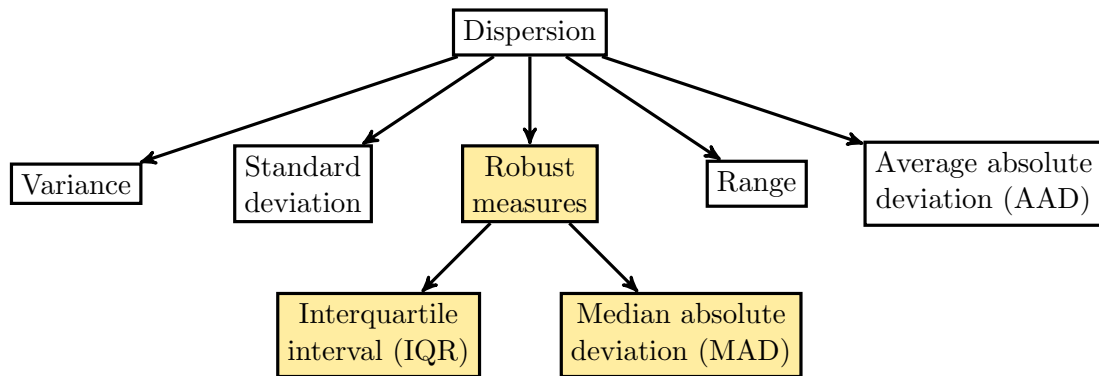 Dispersion
Variance
Standard
deviation
Robust
measures
Range
Average absolute
deviation (AAD)
Interquartile
interval (IQR)
Median absolute
deviation (MAD)